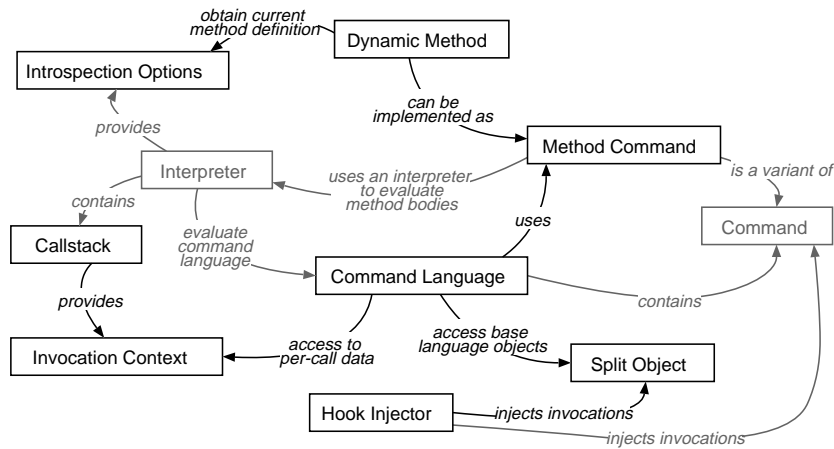 obtain current
method definition
Dynamic Method
Introspection Options
can be
implemented as
provides
Method Command
Interpreter
uses an interpreter
to evaluate
method bodies
is a variant of
contains
Command
uses
evaluate
command
language
Callstack
Command Language
provides
contains
access to
per-call data
access base
language objects
Invocation Context
Split Object
Hook Injector
injects invocations
injects invocations